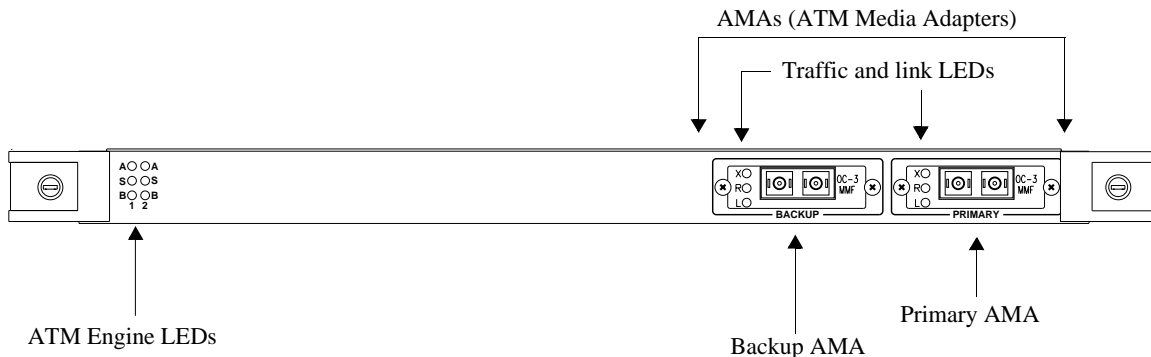 AMAs (ATM Media Adapters)
Traffic and link LEDs
A A
S S
B B
1 2
X
R
L
OC-3
MMF
BACKUP
X
R
L
OC-3
MMF
PRIMARY
ATM Engine LEDs
Backup AMA
Primary AMA